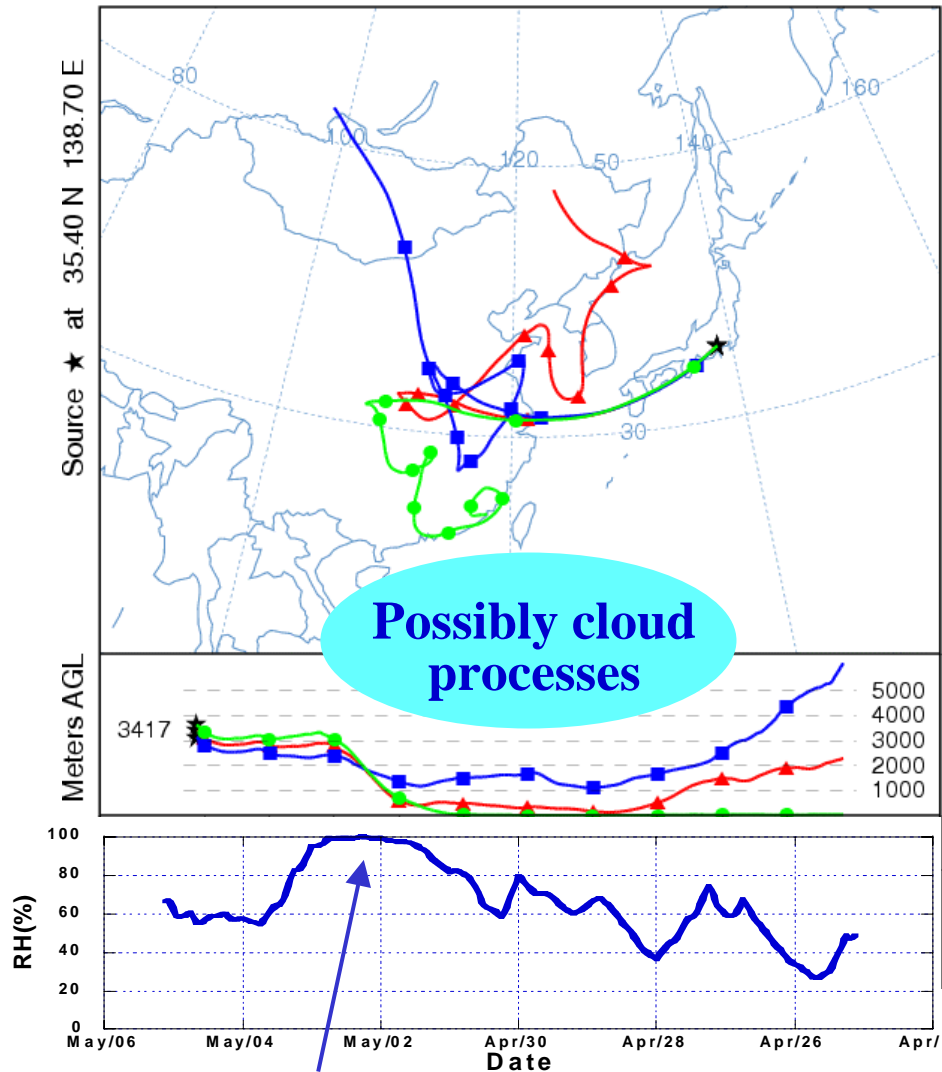 Source ★ at 35.40 N 138.70 E
80
100
120
50
140
160
30
Possibly cloud
processes
Meters AGL
3417
5000
4000
3000
2000
1000
RH(%)
100
80
60
40
20
0
May/06 May/04 May/02 Apr/30 Apr/28 Apr/26 Apr/
Date